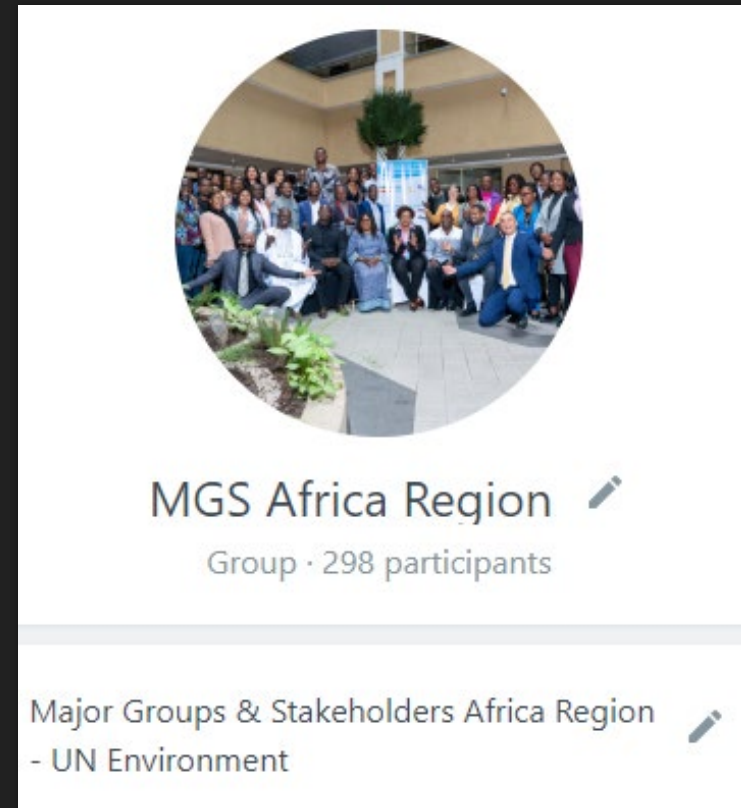 MGS Africa Region
Group · 298 participants
Major Groups & Stakeholders Africa Region
- UN Environment